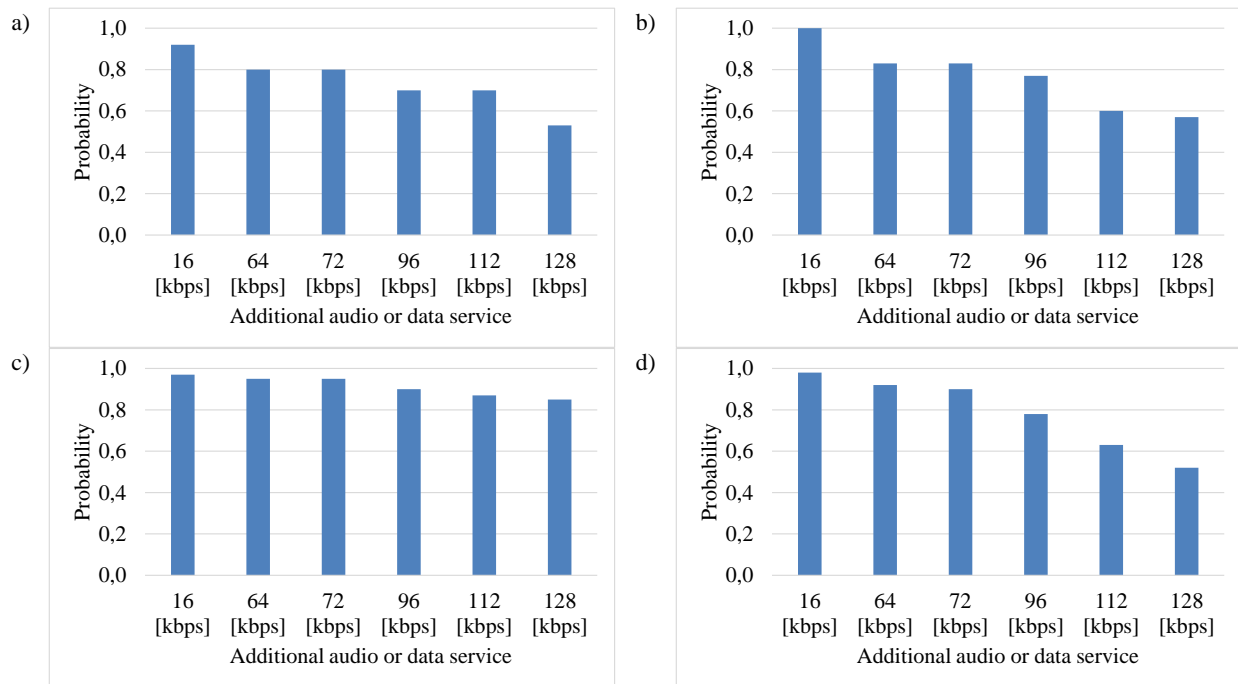 a)
1,0
0,8
0,6
0,4
0,2
0,0
Probability
16 64 72 96 112 128
[kbps] [kbps] [kbps] [kbps] [kbps] [kbps]
Additional audio or data service
b)
1,0
0,8
0,6
0,4
0,2
0,0
Probability
16 64 72 96 112 128
[kbps] [kbps] [kbps] [kbps] [kbps] [kbps]
Additional audio or data service
c)
1,0
0,8
0,6
0,4
0,2
0,0
Probability
16 64 72 96 112 128
[kbps] [kbps] [kbps] [kbps] [kbps] [kbps]
Additional audio or data service
d)
1,0
0,8
0,6
0,4
0,2
0,0
Probability
16 64 72 96 112 128
[kbps] [kbps] [kbps] [kbps] [kbps] [kbps]
Additional audio or data service